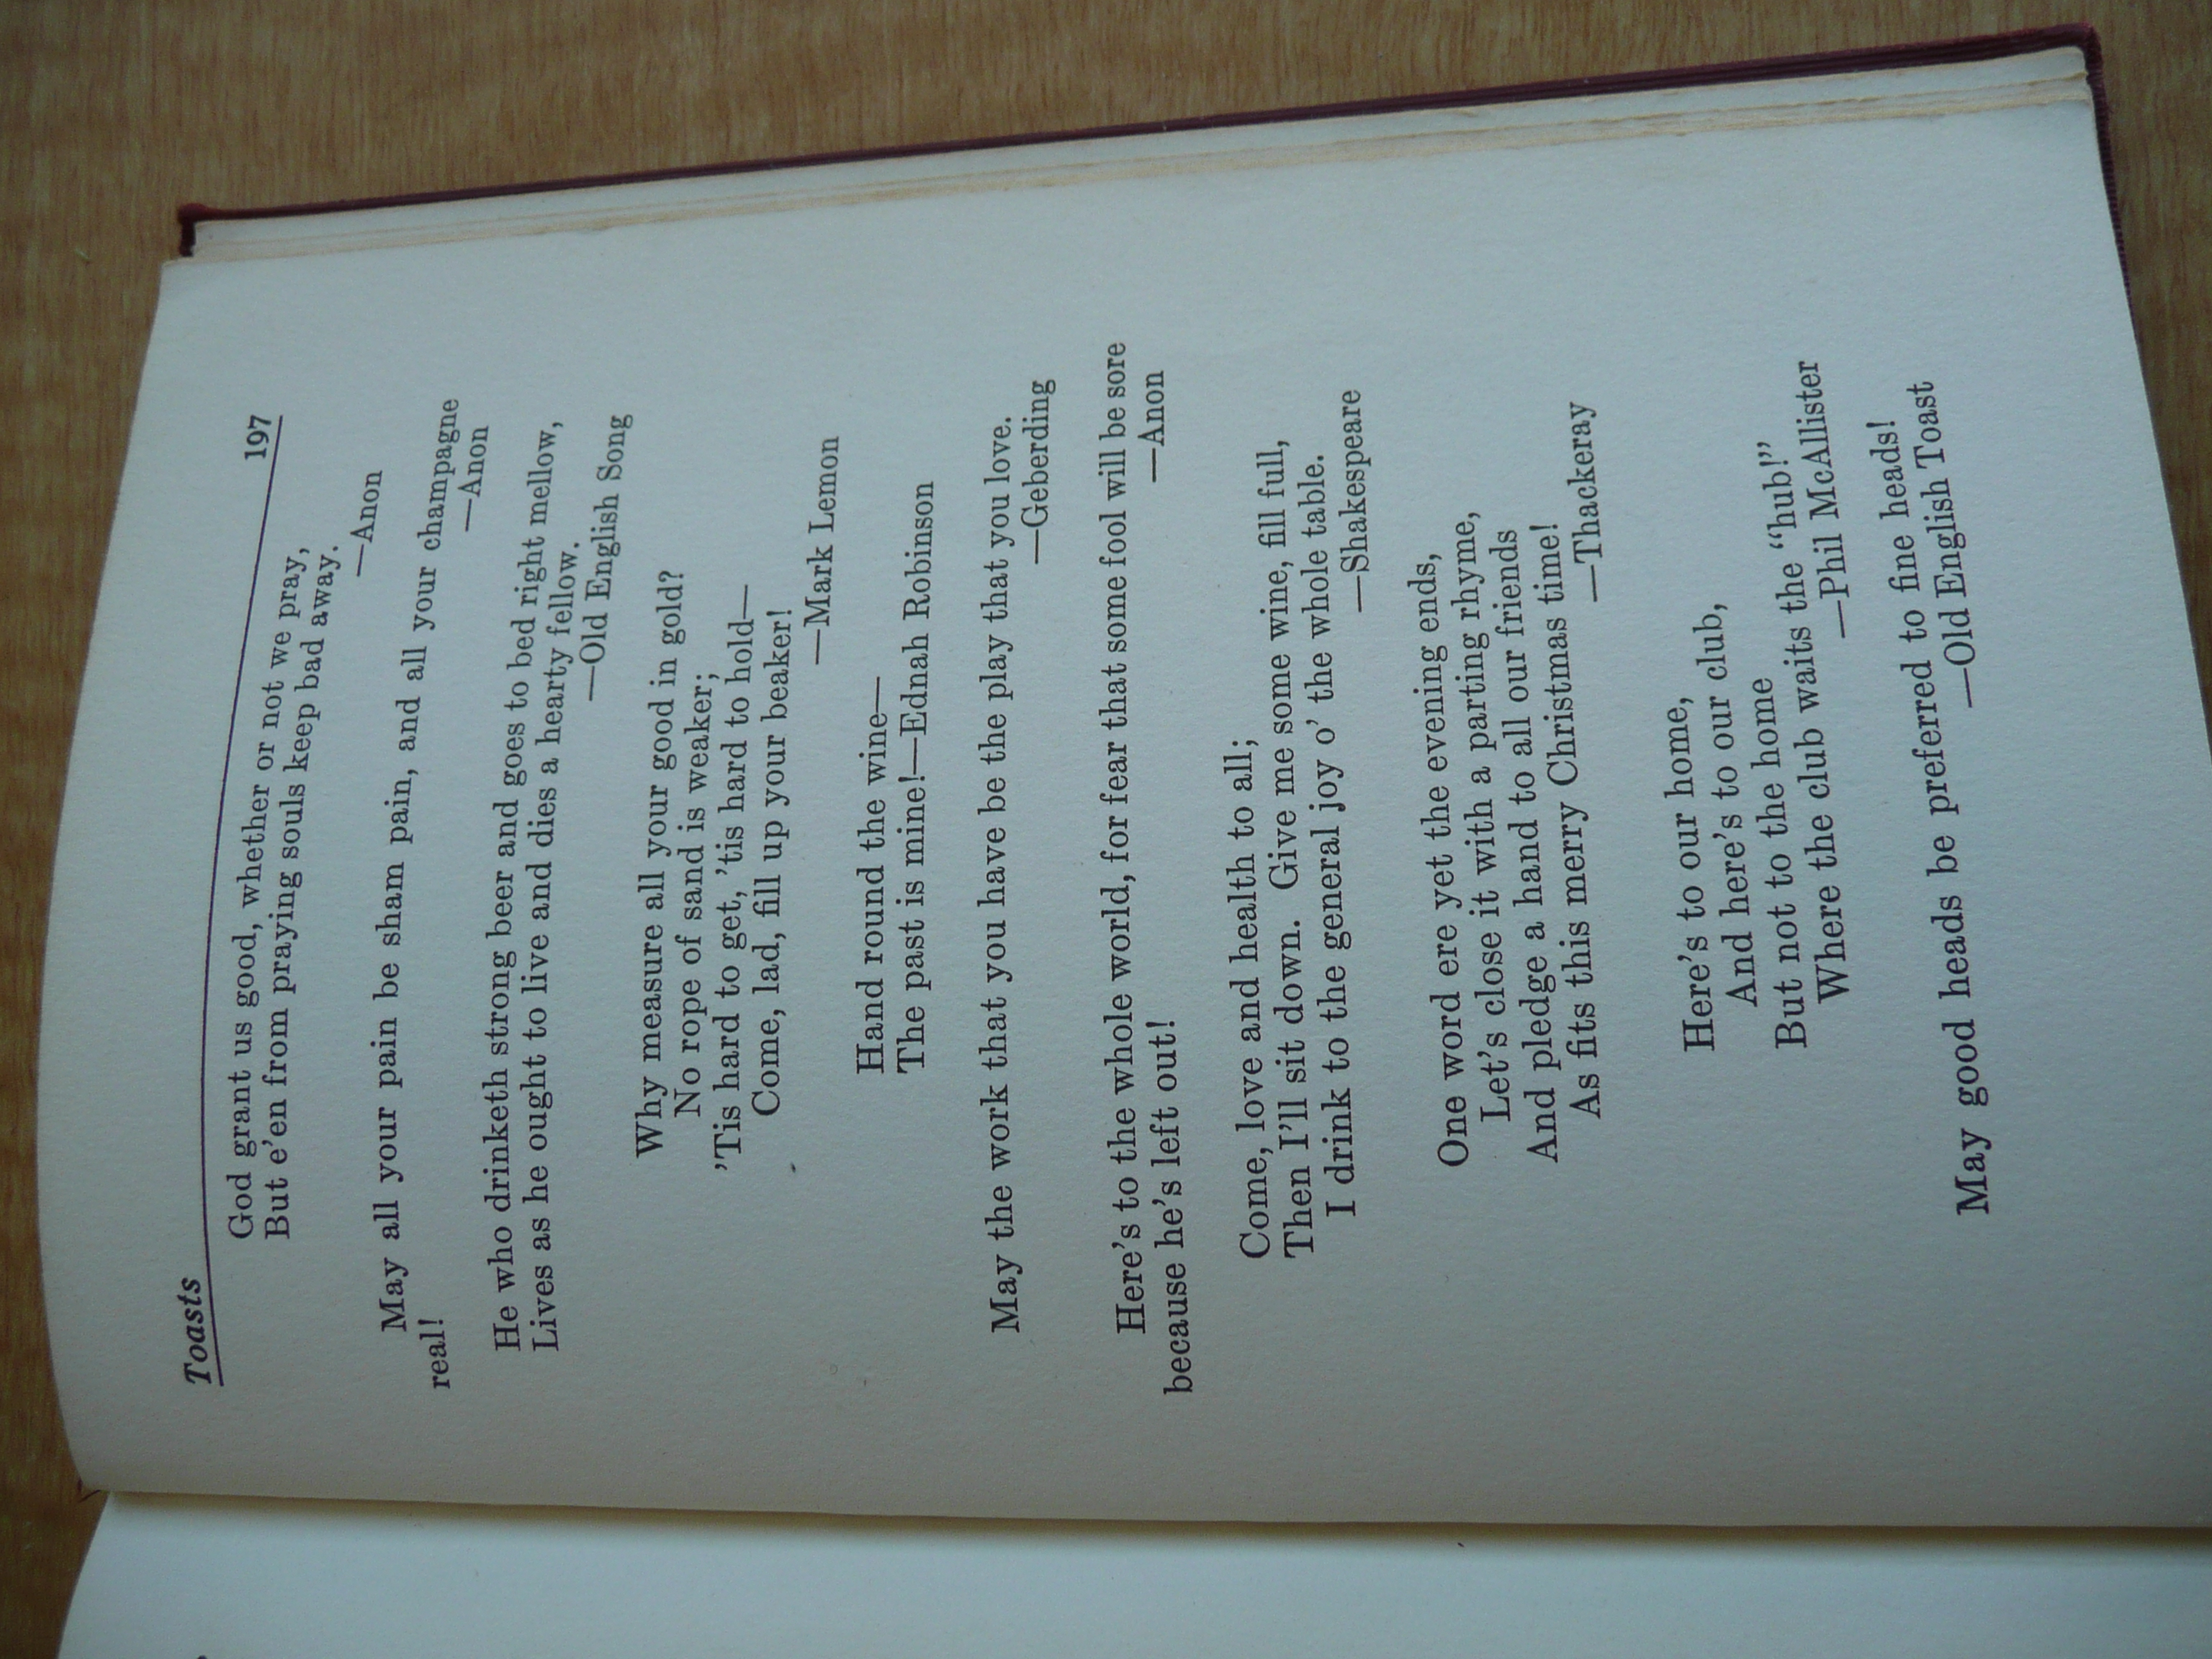 Toasts 197
God grant us good, whether or not we pray,
But e'en from praying souls keep bad away.
—Anon
May all your pain be sham pain, and all your champagne
real! —Anon
He who drinketh strong beer and goes to bed right mellow,
Lives as he ought to live and dies a hearty fellow.
—Old English Song
Why measure all your good in gold?
No rope of sand is weaker;
'Tis hard to get, 'tis hard to hold—
Come, lad, fill up your beaker!
—Mark Lemon
Hand round the wine—
The past is mine!—Ednah Robinson
May the work that you have be the play that you love.
—Geberding
Here's to the whole world, for fear that some fool will be sore
because he's left out! —Anon
Come, love and health to all;
Then I'll sit down. Give me some wine, fill full,
I drink to the general joy o' the whole table.
—Shakespeare
One word ere yet the evening ends,
Let's close it with a parting rhyme,
And pledge a hand to all our friends
As fits this merry Christmas time!
—Thackeray
Here's to our home,
And here's to our club,
But not to the home
Where the club waits the "hub!"
—Phil McAllister
May good heads be preferred to fine heads!
—Old English Toast